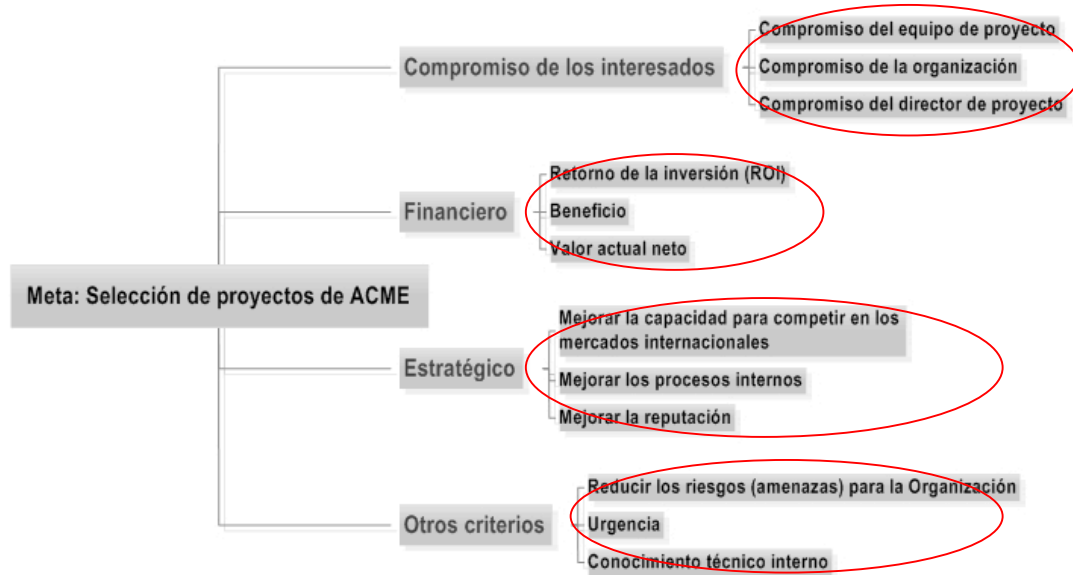 Compromiso del equipo de proyecto
Compromiso de los interesados
Compromiso de la organización
Compromiso del director de proyecto
Retorno de la inversión (ROI)
Financiero
Beneficio
Valor actual neto
Meta: Selección de proyectos de ACME
Mejorar la capacidad para competir en los
mercados internacionales
Estratégico
Mejorar los procesos internos
Mejorar la reputación
Reducir los riesgos (amenazas) para la Organización
Otros criterios
Urgencia
Conocimiento técnico interno